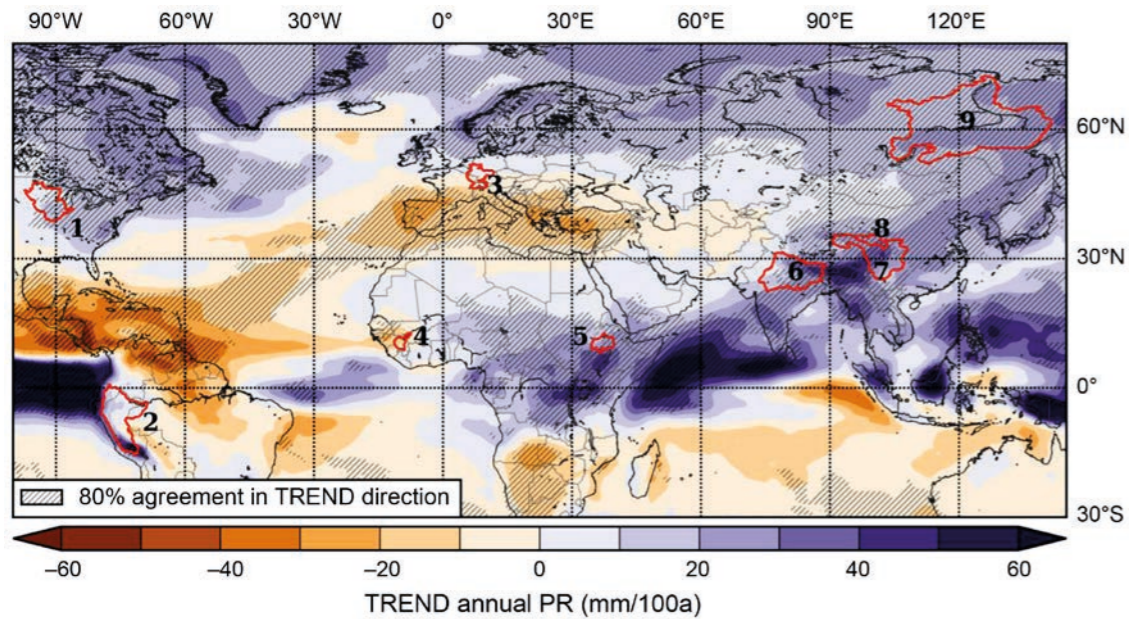 90°W 60°W 30°W 0° 30°E 60°E 90°E 120°E
9
60°N
3
1
8
30°N
6 7
4 5
0°
2
80% agreement in TREND direction
30°S
–60 –40 –20 0 20 40 60
TREND annual PR (mm/100a)